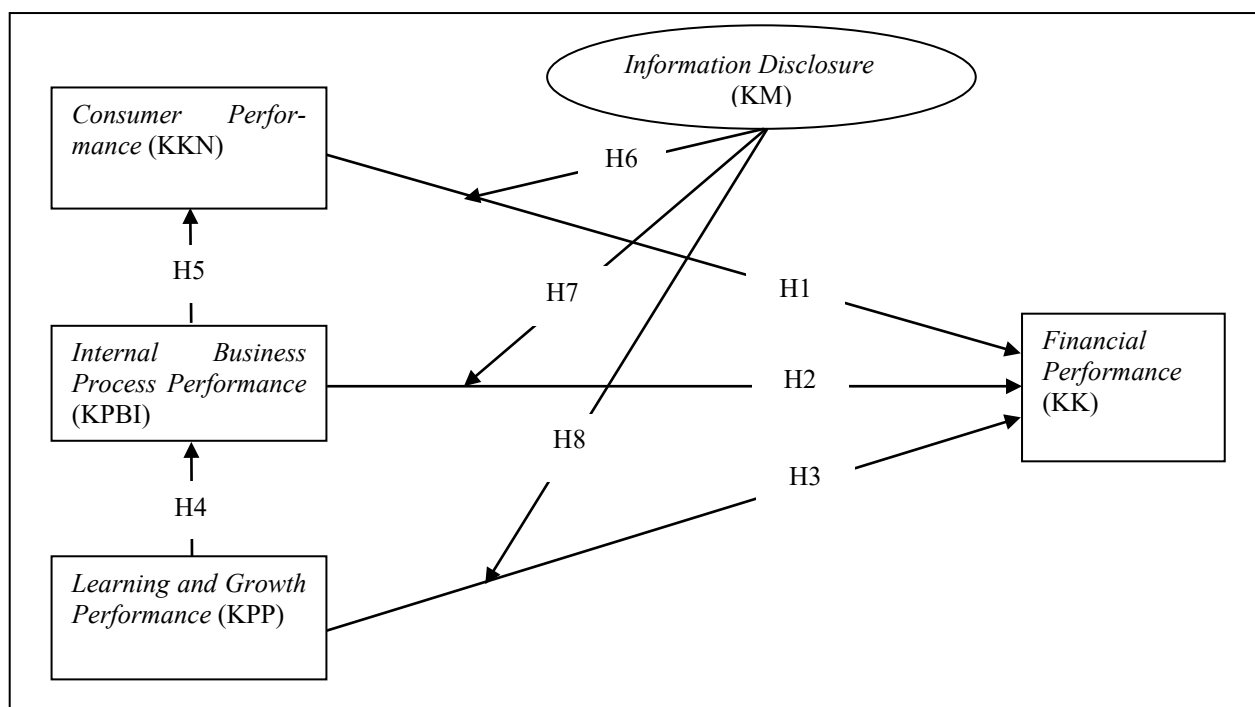 Information Disclosure
(KM)
Consumer Perfor-
mance (KKN)
H6
H5
H7
H1
Internal Business
Process Performance
(KPBI)
Financial
Performance
(KK)
H2
H8
H3
H4
Learning and Growth
Performance (KPP)